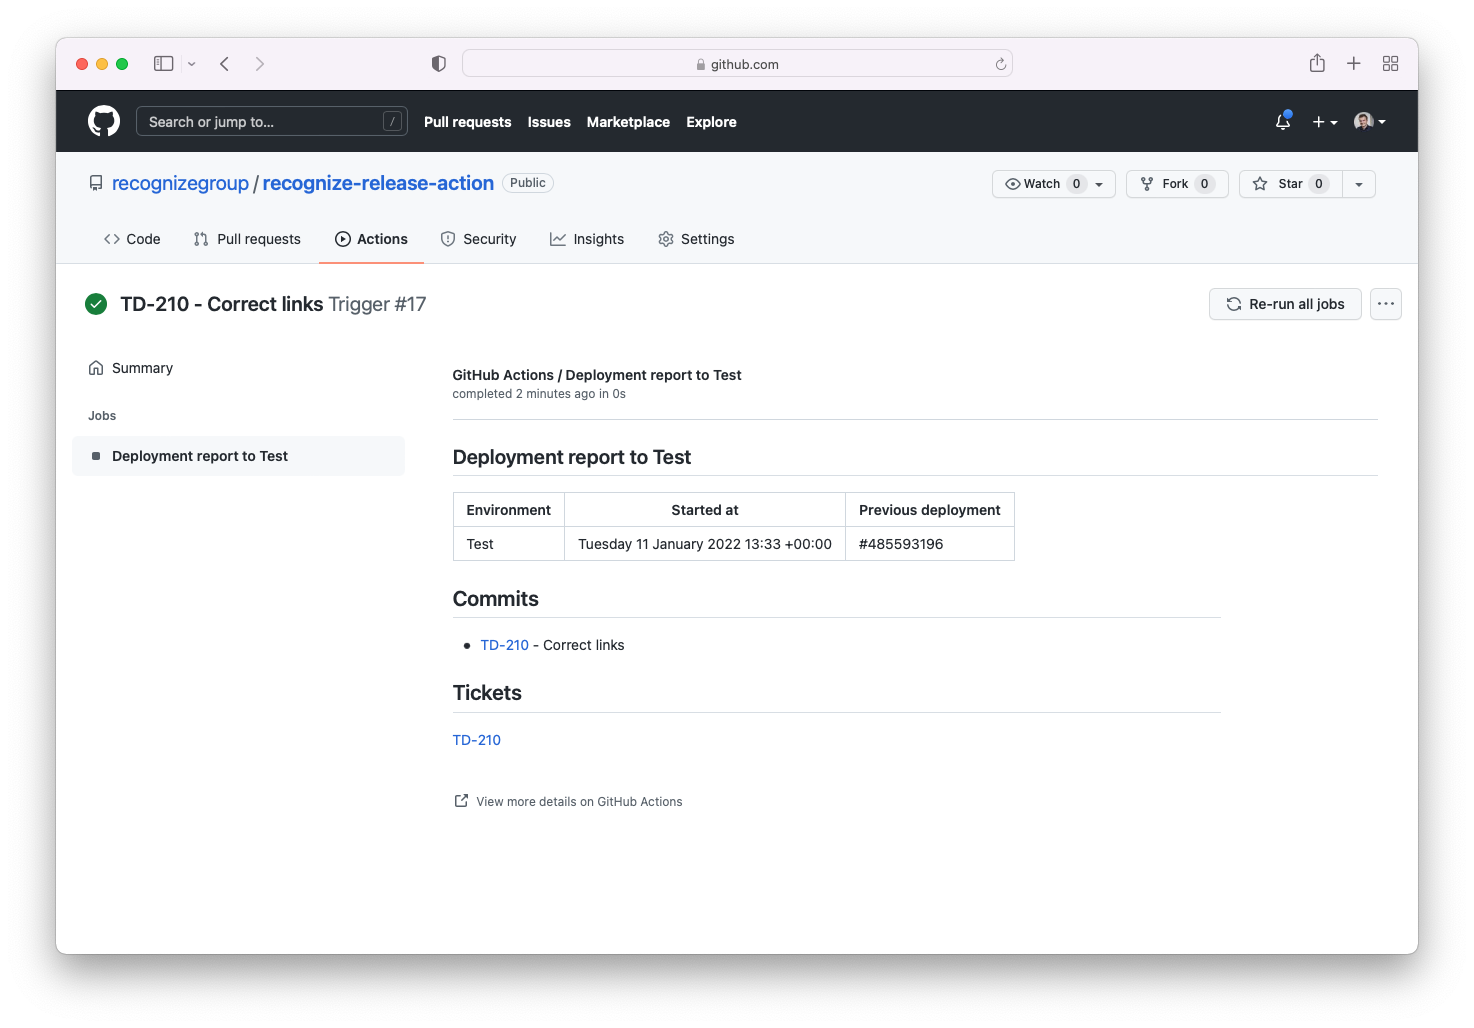 github.com
Search or jump to... /
Pull requests Issues Marketplace Explore
recognizegroup / recognize-release-action Public
Watch 0 Fork 0 Star 0
Code Pull requests Actions Security Insights Settings
TD-210 - Correct links Trigger #17
Re-run all jobs
Summary
Jobs
Deployment report to Test
GitHub Actions / Deployment report to Test
completed 2 minutes ago in 0s
Deployment report to Test
Environment Started at Previous deployment
Test Tuesday 11 January 2022 13:33 +00:00 #485593196
Commits
TD-210 - Correct links
Tickets
TD-210
View more details on GitHub Actions